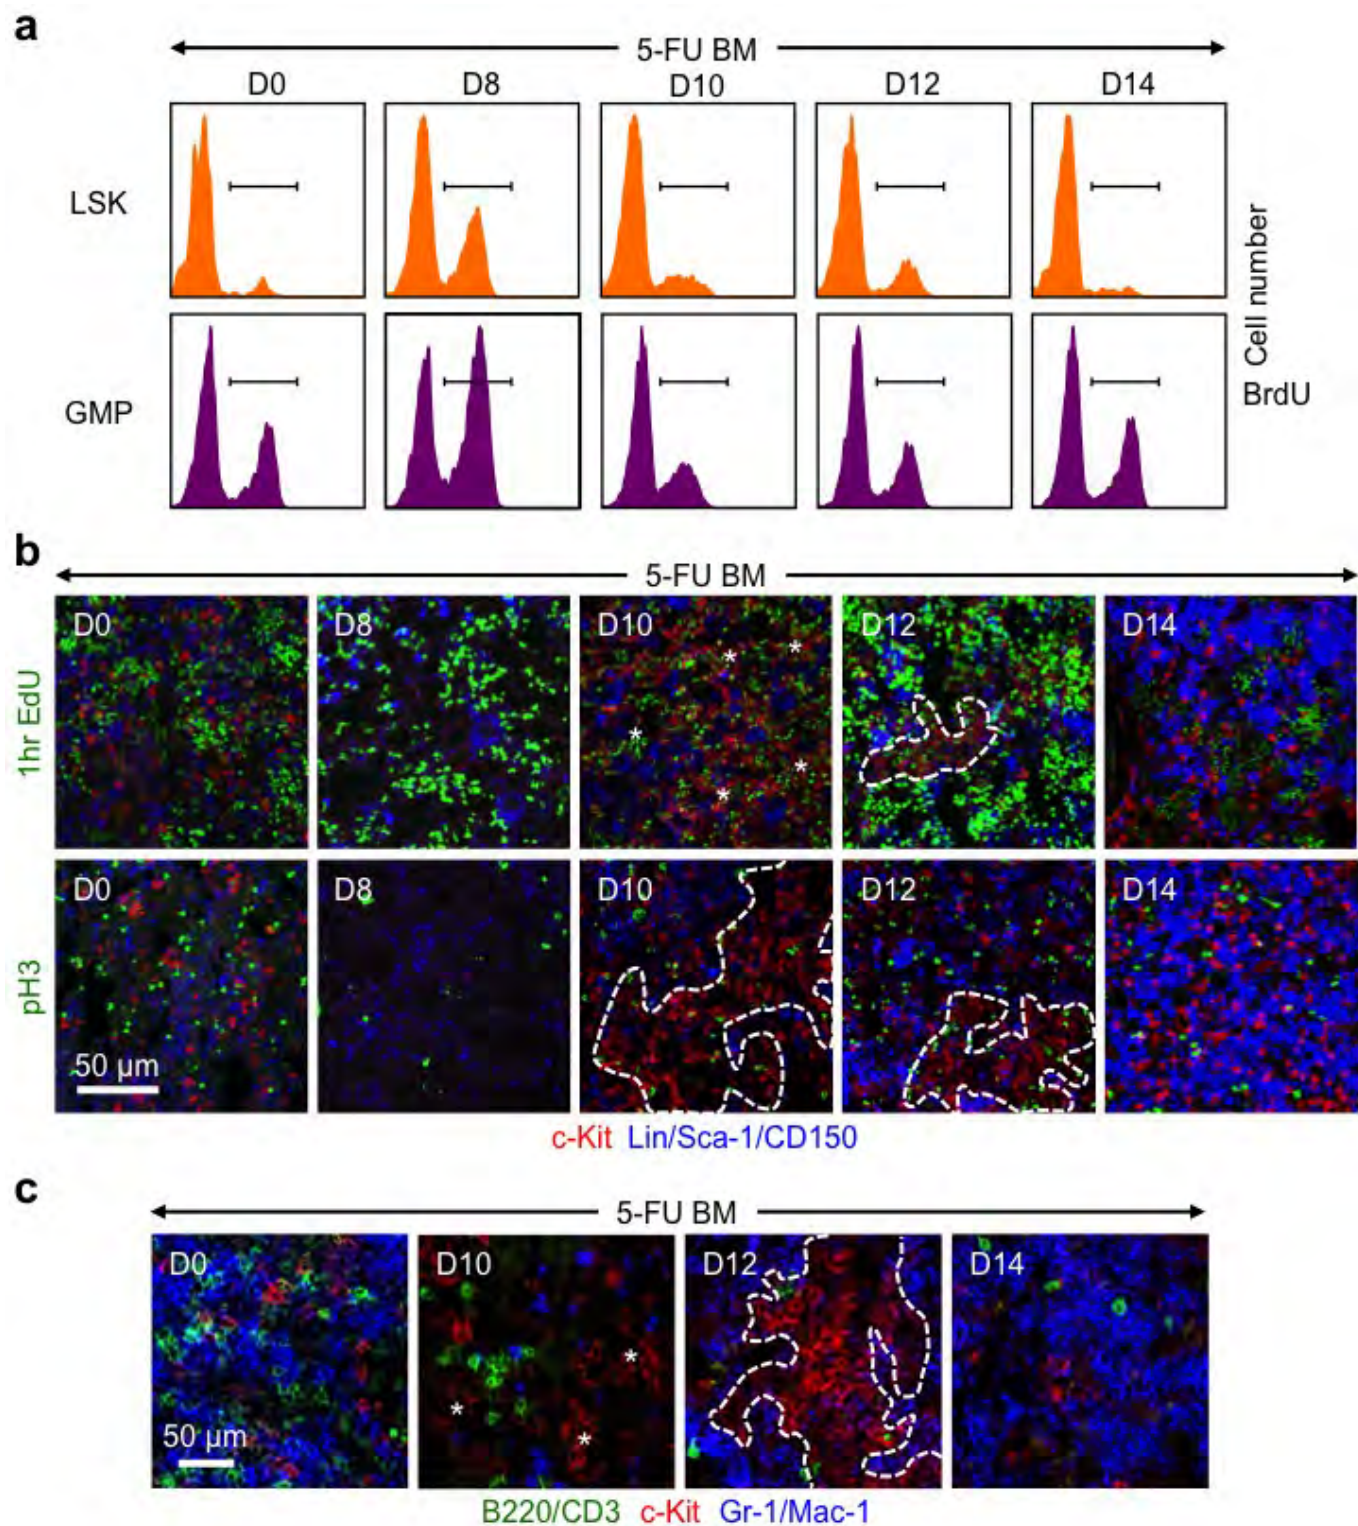 a
5-FU BM
D0 D8 D10 D12 D14
LSK
GMP
Cell number
BrdU
b
5-FU BM
1hr EdU
D0 D8 D10 D12 D14
* * * * *
pH3
D0 D8 D10 D12 D14
50 µm
c-Kit Lin/Sca-1/CD150
c
5-FU BM
D0 D10 D12 D14
* * *
50 µm
B220/CD3 c-Kit Gr-1/Mac-1